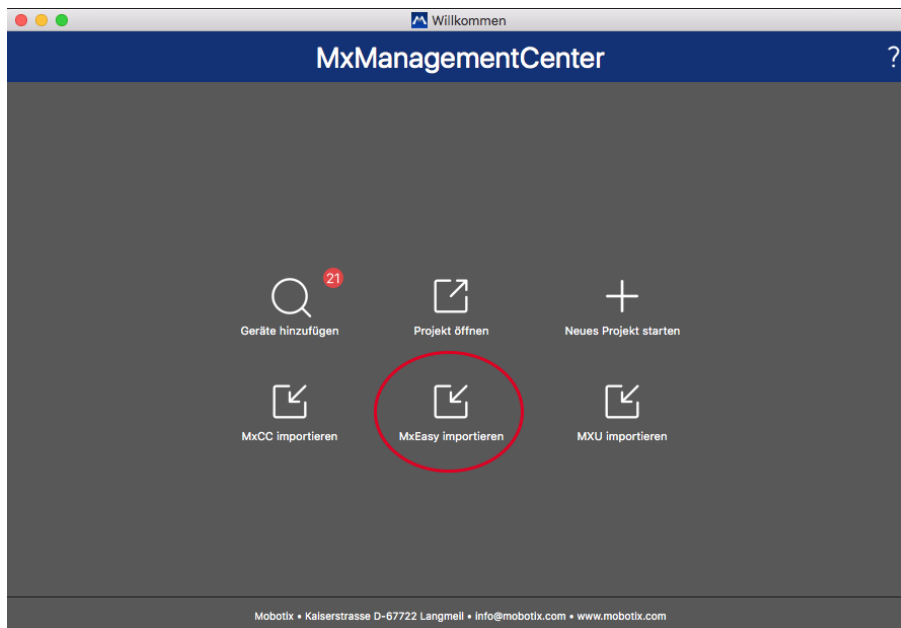 Willkommen
MxManagementCenter
?
21
Geräte hinzufügen
Projekt öffnen
Neues Projekt starten
MxCC importieren
MxEasy importieren
MXU importieren
Mobotix • Kaiserstrasse D-67722 Langmeil • info@mobotix.com • www.mobotix.com